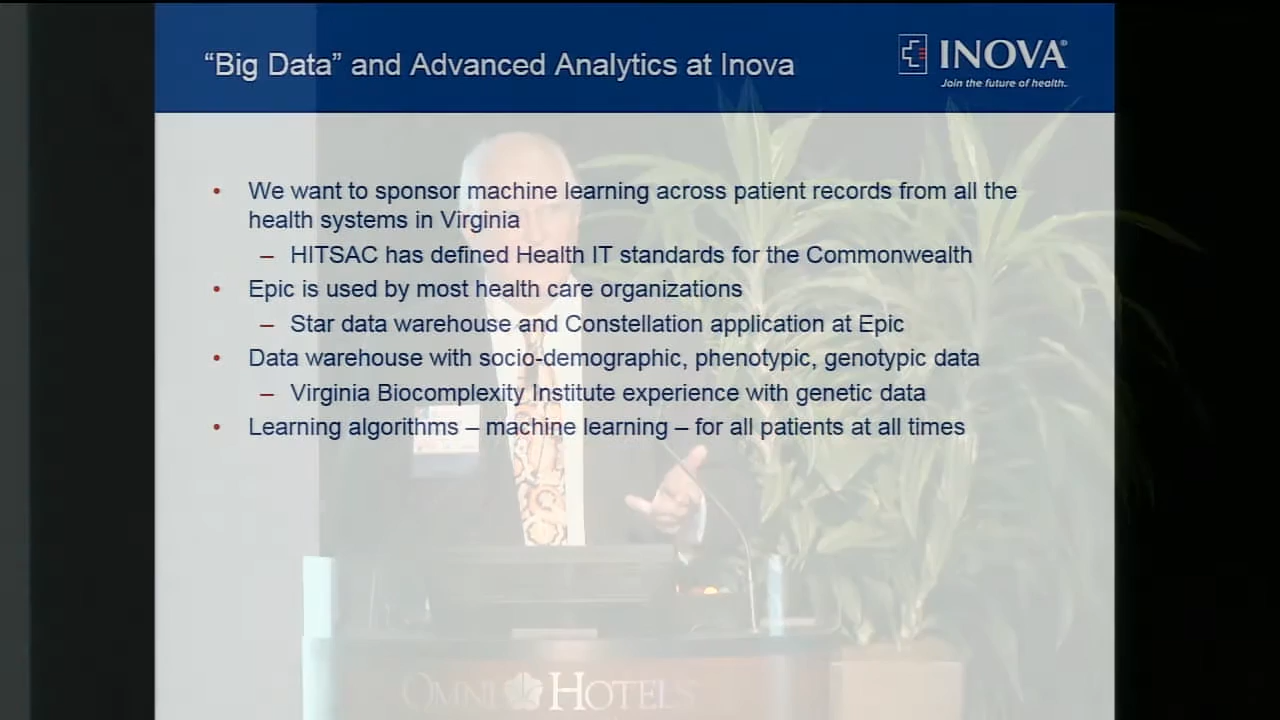 “Big Data” and Advanced Analytics at Inova
INOVA®
Join the future of health.
• We want to sponsor machine learning across patient records from all the
health systems in Virginia
– HITSAC has defined Health IT standards for the Commonwealth
• Epic is used by most health care organizations
– Star data warehouse and Constellation application at Epic
• Data warehouse with socio-demographic, phenotypic, genotypic data
– Virginia Biocomplexity Institute experience with genetic data
• Learning algorithms – machine learning – for all patients at all times
OMNI HOTELS